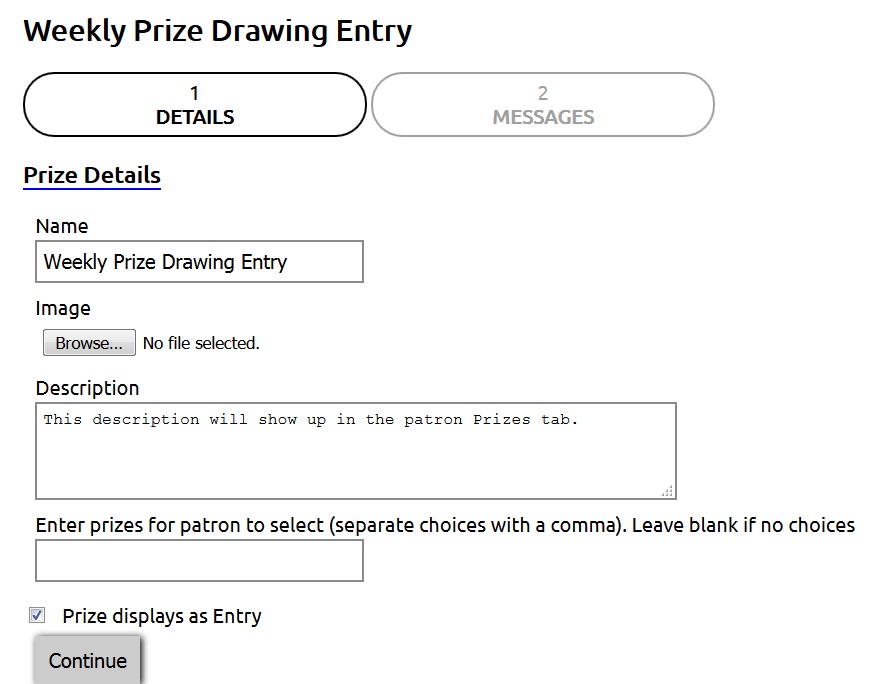 Weekly Prize Drawing Entry
1
DETAILS
2
MESSAGES
Prize Details
Name
Weekly Prize Drawing Entry
Image
Browse... No file selected.
Description
This description will show up in the patron Prizes tab.
Enter prizes for patron to select (separate choices with a comma). Leave blank if no choices
Prize displays as Entry
Continue